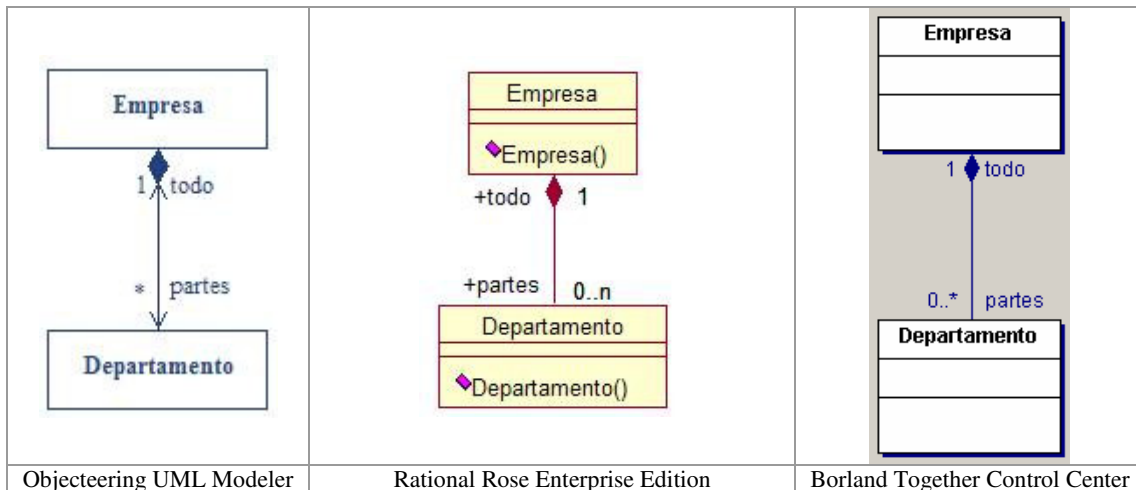 Empresa
1 todo
* partes
Departamento
Objecteering UML Modeler
Empresa
Empresa()
+todo 1
+partes 0..n
Departamento
Departamento()
Rational Rose Enterprise Edition
Empresa
1 todo
0..* partes
Departamento
Borland Together Control Center